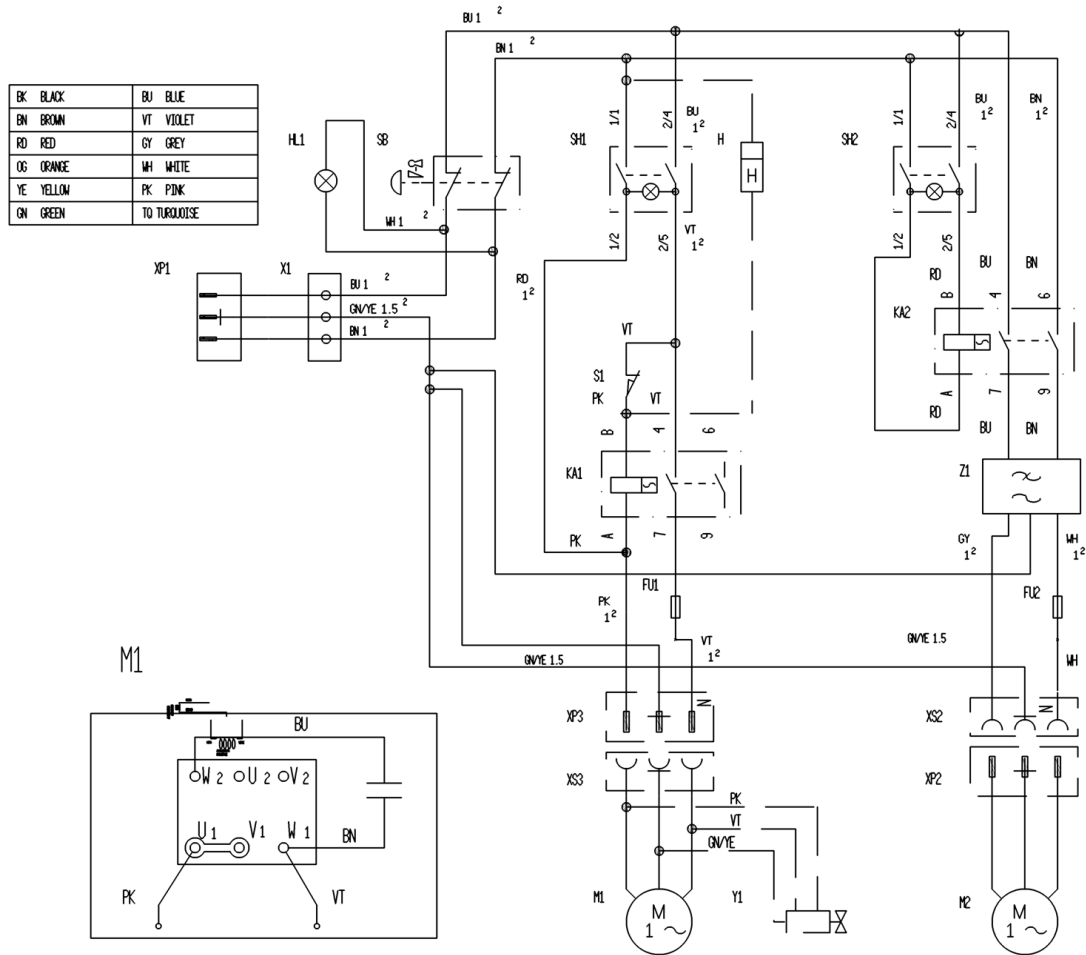 BU 1 2
BN 1 2
BK BLACK BU BLUE
BN BROWN VT VIOLET
RD RED GY GREY
OG ORANGE WH WHITE
YE YELLOW PK PINK
GN GREEN TQ TURQUOISE
HL1
SB
WH 1 2
SH1
1/1
2/4
BU
1 2
H
H
1/2
2/5
VT
1 2
SH2
1/1
2/4
BU
1 2
BN
1 2
1/2
2/5
XP1
X1
BU 1 2
GN/YE 1.5 2
BN 1 2
RD
1 2
VT
S1
PK
VT
B
4
6
KA1
A
7
9
PK
RD
BU
BN
B
4
6
KA2
A
7
9
RD
BU
BN
Z1
GY
1 2
WH
1 2
FU1
FU2
PK
1 2
VT
1 2
GN/YE 1.5
GN/YE 1.5
WH
XP3
N
XS3
XS2
N
XP2
PK
VT
GN/YE
M1
M
1
Y1
M2
M
1
M1
BU
W2 U2 V2
U1 V1 W1
BN
PK
VT